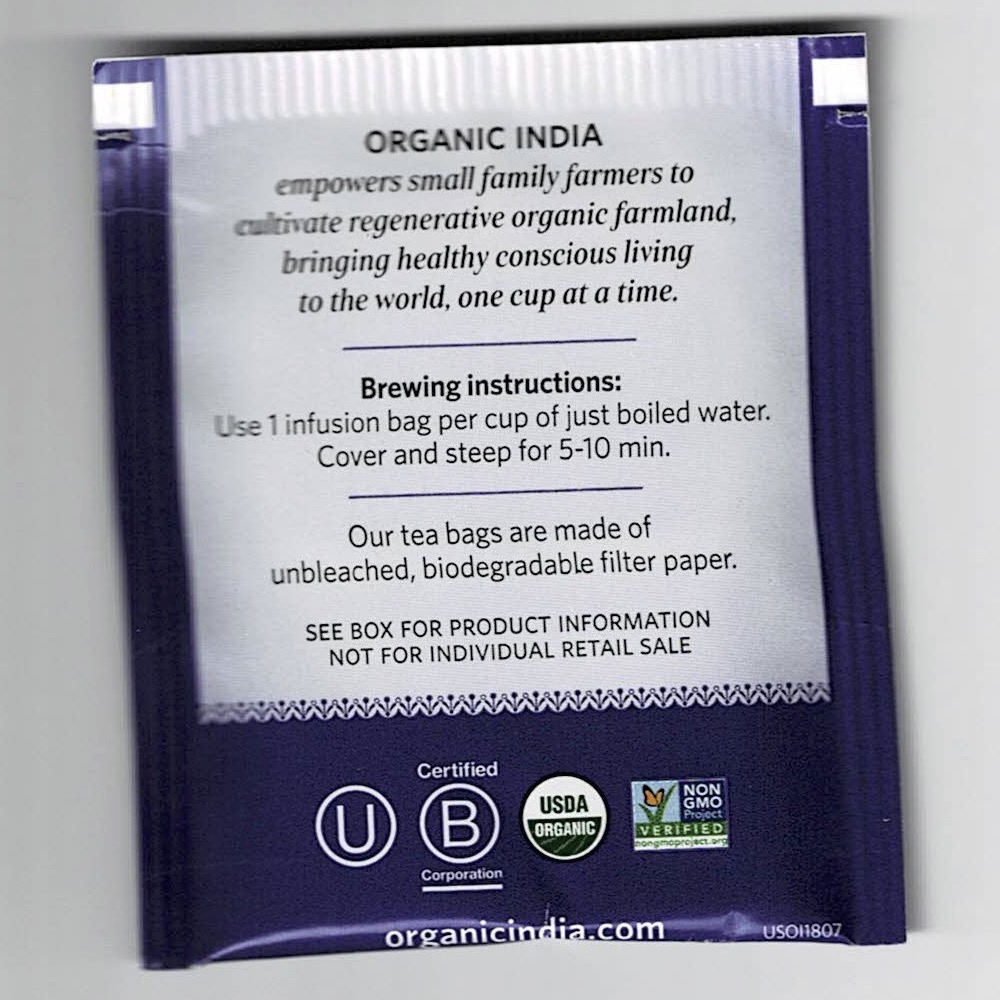 ORGANIC INDIA
empowers small family farmers to
cultivate regenerative organic farmland,
bringing healthy conscious living
to the world, one cup at a time.
Brewing instructions:
Use 1 infusion bag per cup of just boiled water.
Cover and steep for 5-10 min.
Our tea bags are made of
unbleached, biodegradable filter paper.
SEE BOX FOR PRODUCT INFORMATION
NOT FOR INDIVIDUAL RETAIL SALE
U
Certified
B
Corporation
USDA
ORGANIC
NON
GMO
Project
VERIFIED
nongmoproject.org
organicindia.com
USOI1807